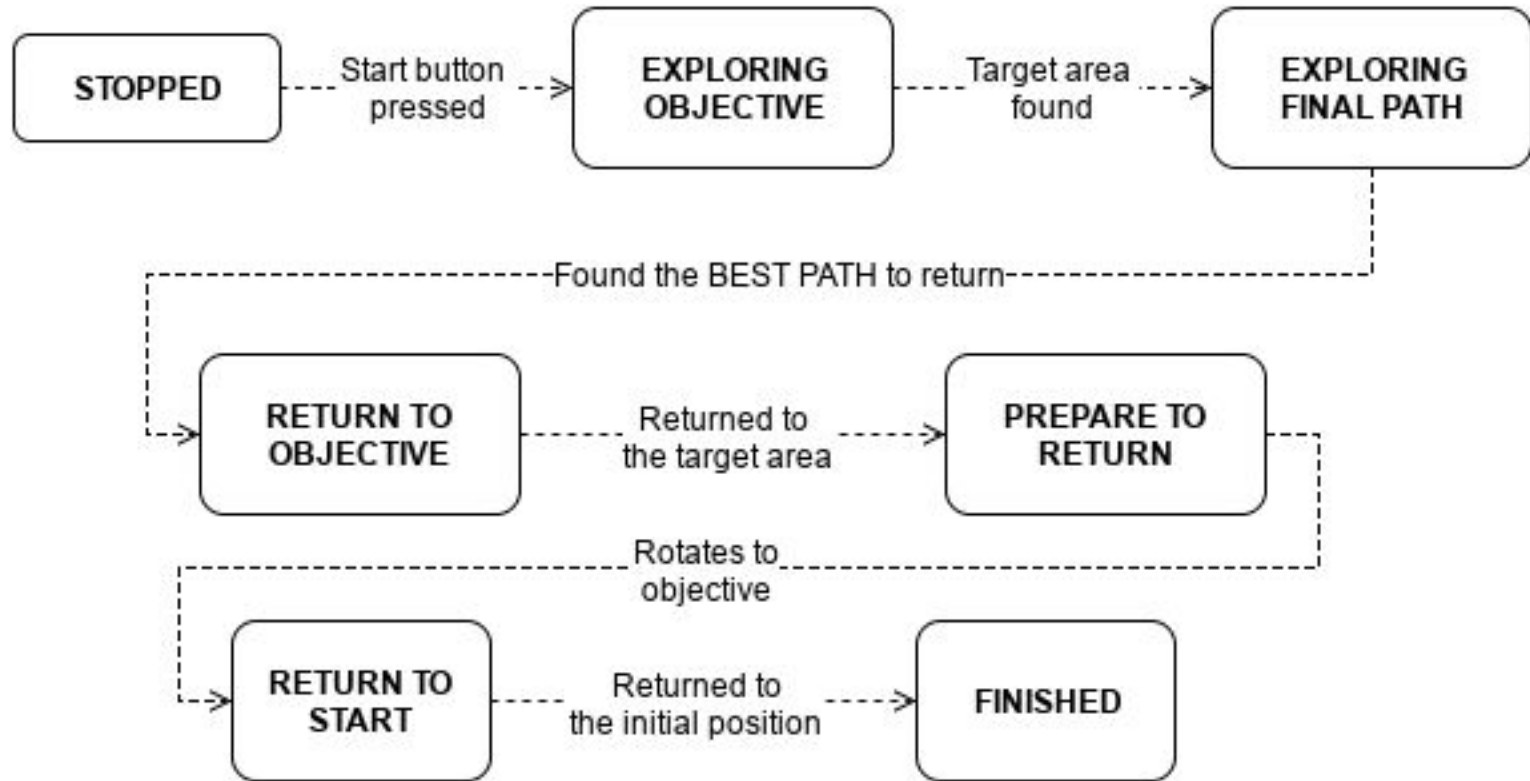 STOPPED
Start button
pressed
EXPLORING
OBJECTIVE
Target area
found
EXPLORING
FINAL PATH
Found the BEST PATH to return
RETURN TO
OBJECTIVE
Returned to
the target area
PREPARE TO
RETURN
Rotates to
objective
RETURN TO
START
Returned to
the initial position
FINISHED